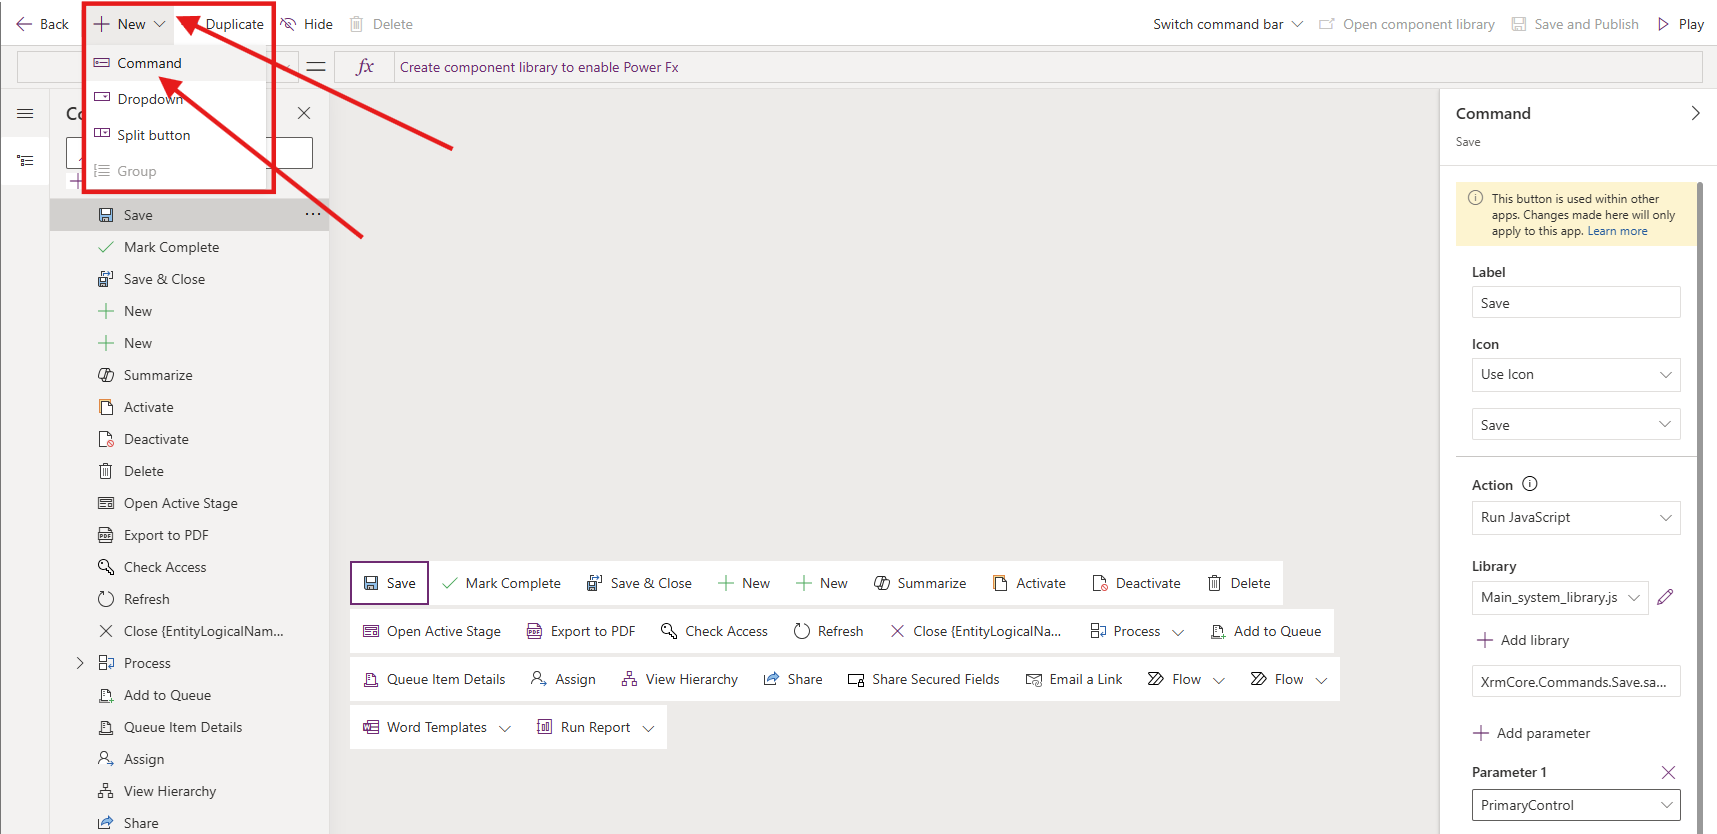 Back
New
Duplicate
Hide
Delete
Switch command bar
Open component library
Save and Publish
Play
Command
Dropdown
Split button
Group
fx
Create component library to enable Power Fx
Save
Mark Complete
Save & Close
New
New
Summarize
Activate
Deactivate
Delete
Open Active Stage
Export to PDF
Check Access
Refresh
Close {EntityLogicalNam...
Process
Add to Queue
Queue Item Details
Assign
View Hierarchy
Share
Save
Mark Complete
Save & Close
New
New
Summarize
Activate
Deactivate
Delete
Open Active Stage
Export to PDF
Check Access
Refresh
Close {EntityLogicalNa...
Process
Add to Queue
Queue Item Details
Assign
View Hierarchy
Share
Share Secured Fields
Email a Link
Flow
Flow
Word Templates
Run Report
Command
Save
This button is used within other
apps. Changes made here will only
apply to this app. Learn more
Label
Save
Icon
Use Icon
Save
Action
Run JavaScript
Library
Main_system_library.js
Add library
XrmCore.Commands.Save.sa...
Add parameter
Parameter 1
PrimaryControl